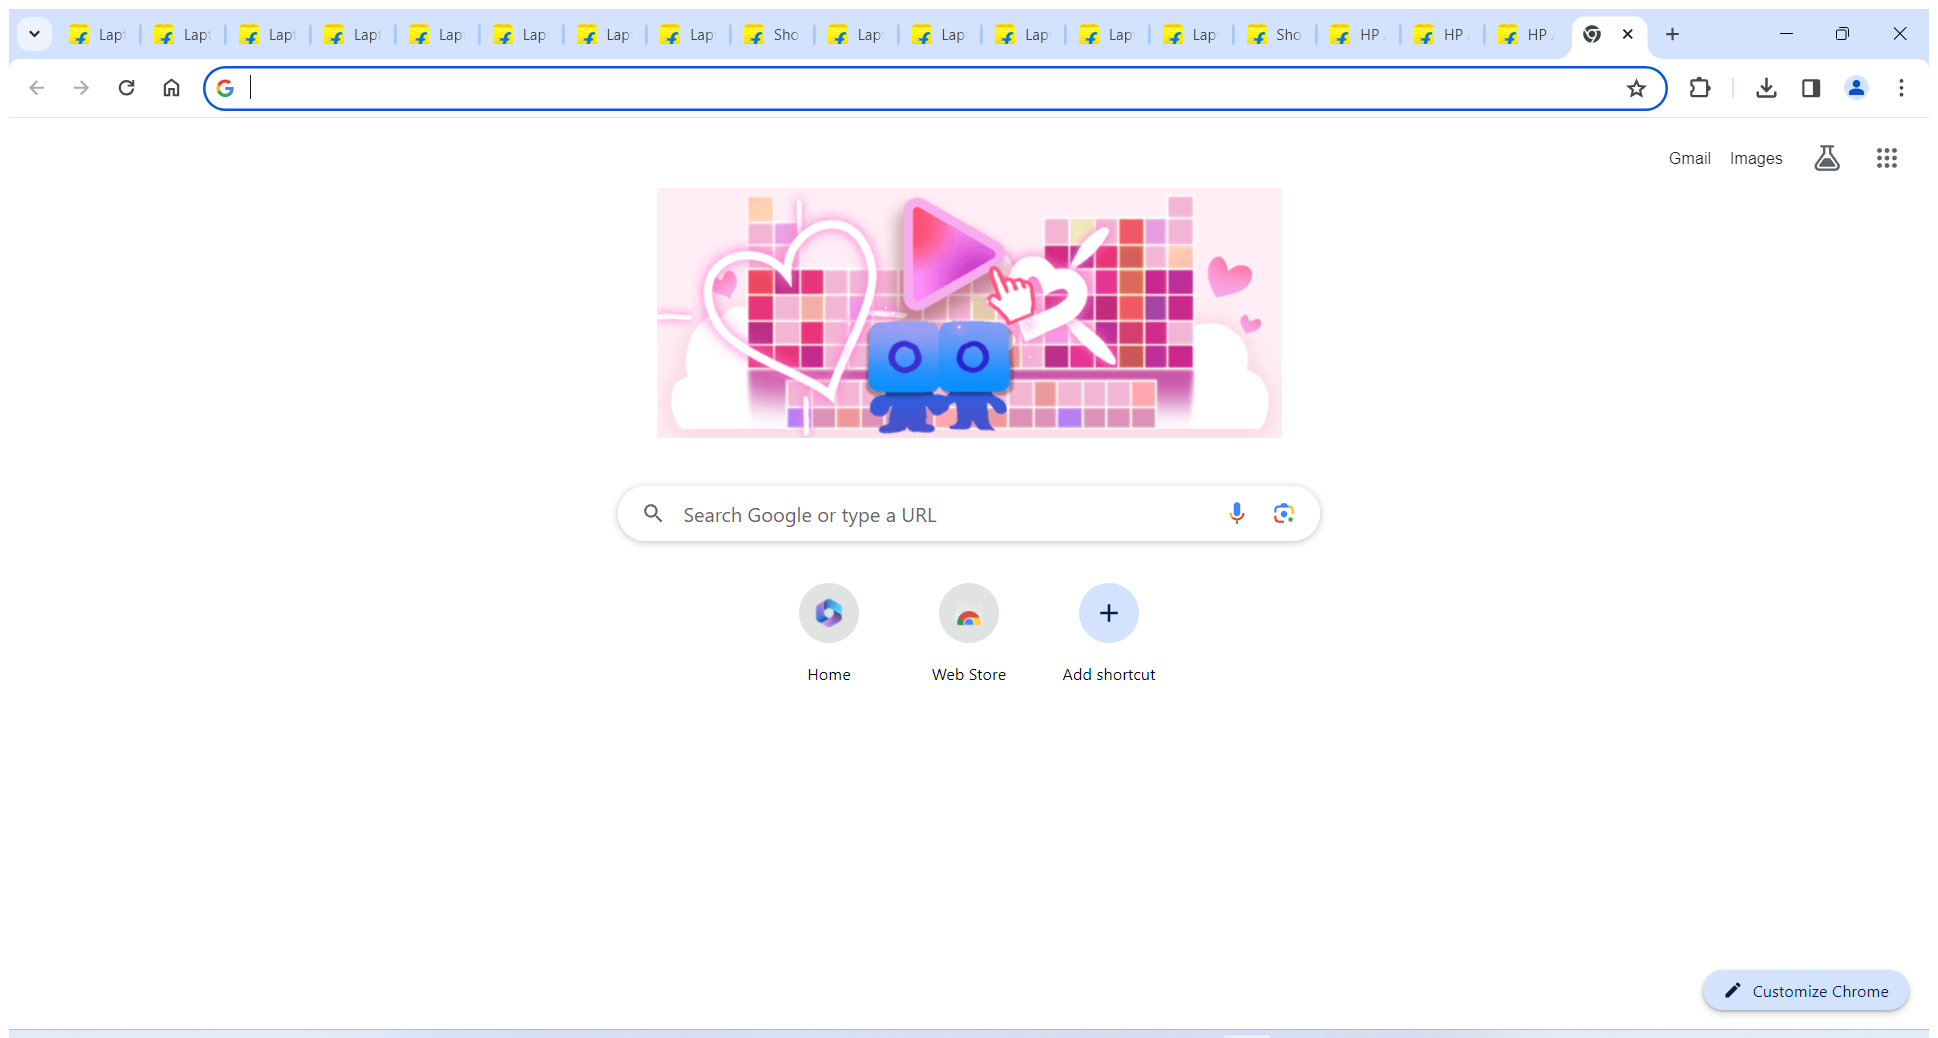 Lapt Lapt Lapt Lapt Lap Lap Lap Lap Sho Lap Lap Lap Lap Lap Sho HP HP HP
Gmail Images
Search Google or type a URL
Home Web Store Add shortcut
Customize Chrome